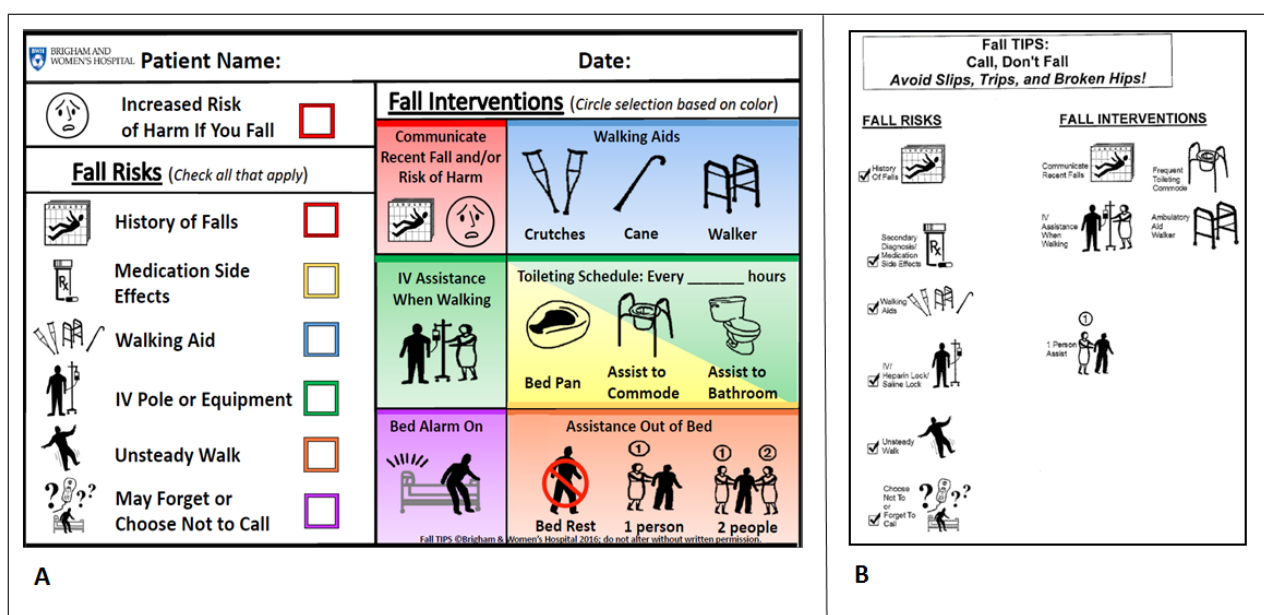 BRIGHAM AND
WOMEN'S HOSPITAL
Patient Name:
Date:
Increased Risk
of Harm If You Fall
Fall Risks (Check all that apply)
JANUARY
History of Falls
Rx
Medication Side
Effects
Walking Aid
IV Pole or Equipment
Unsteady Walk
? ? ? ?
May Forget or
Choose Not to Call
Fall Interventions (Circle selection based on color)
Communicate
Recent Fall and/or
Risk of Harm
Walking Aids
Crutches
Cane
Walker
IV Assistance
When Walking
Toileting Schedule: Every _______ hours
Bed Pan
Assist to
Commode
Assist to
Bathroom
Bed Alarm On
Assistance Out of Bed
1
1 2
Bed Rest
1 person
2 people
Fall TIPS ©Brigham & Women's Hospital 2016; do not alter without written permission.
A
Fall TIPS:
Call, Don't Fall
Avoid Slips, Trips, and Broken Hips!
FALL RISKS
History
Of Falls
Secondary
Diagnosis/
Medication
Side Effects
Rx
Walking
Aids
IV/
Heparin Lock/
Saline Lock
Unsteady
Walk
Choose
Not To
or
Forget To
Call
? ? ?
FALL INTERVENTIONS
Communicate
Recent Falls
Frequent
Toileting
Commode
IV
Assistance
When
Walking
Ambulatory
Aid
Walker
1
1 Person
Assist
B